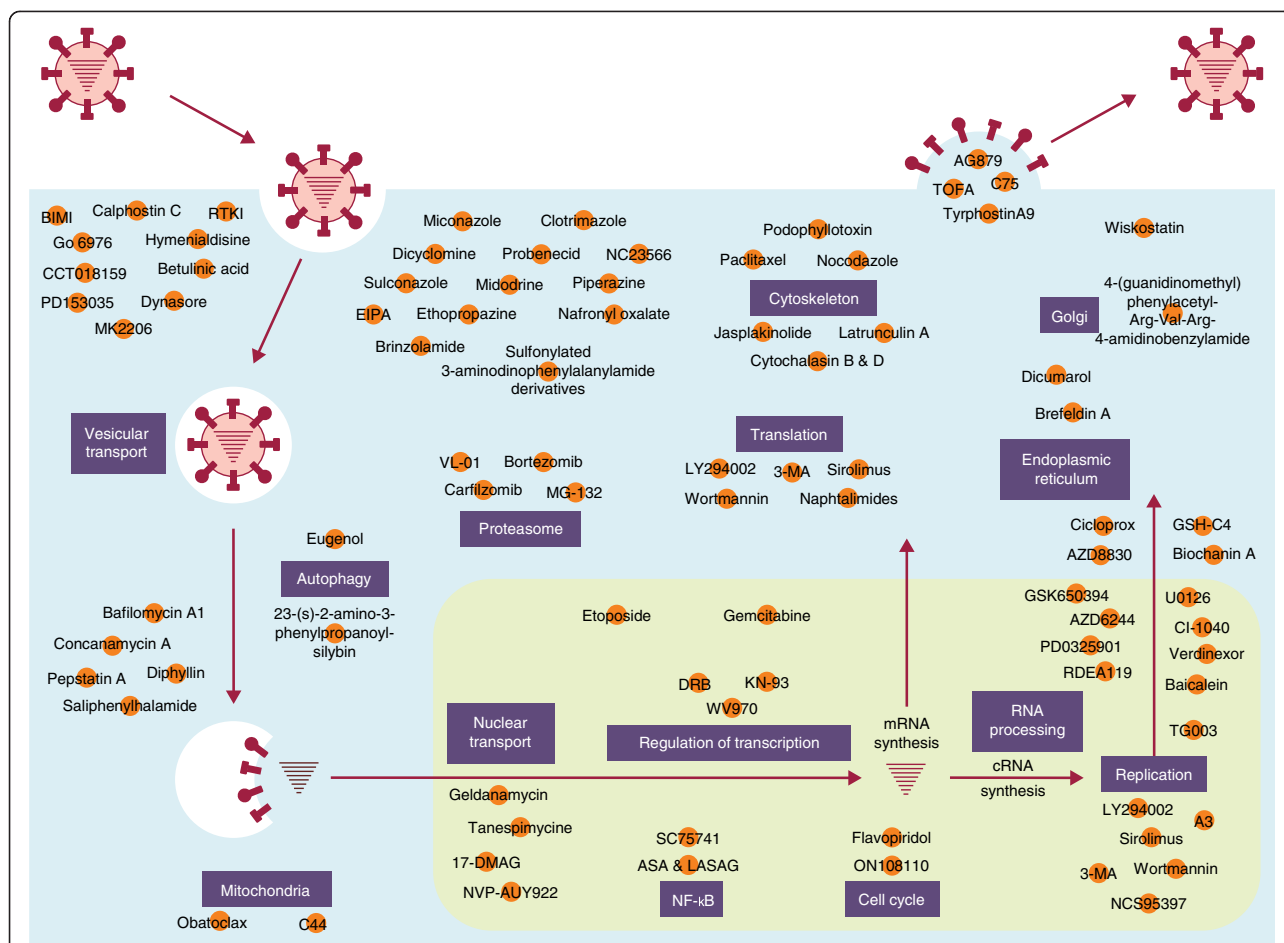 AG879
TOFA
C75
TyrphostinA9
BIMI
Calphostin C
RTKI
Go 6976
Hymenialdisine
CCT018159
Betulinic acid
PD153035
Dynasore
MK2206
Miconazole
Clotrimazole
Dicyclomine
Probenecid
NC23566
Sulconazole
Midodrine
Piperazine
EIPA
Ethopropazine
Nafronyl oxalate
Brinzolamide
Sulfonylated
3-aminodinophenylalanylamide
derivatives
Podophyllotoxin
Paclitaxel
Nocodazole
Cytoskeleton
Jasplakinolide
Latrunculin A
Cytochalasin B & D
Wiskostatin
4-(guanidinomethyl)
phenylacetyl-
Arg-Val-Arg-
4-amidinobenzylamide
Golgi
Dicumarol
Brefeldin A
Vesicular
transport
VL-01
Bortezomib
Carfilzomib
MG-132
Proteasome
Translation
LY294002
3-MA
Sirolimus
Wortmannin
Naphtalimides
Endoplasmic
reticulum
Cicloprox
GSH-C4
AZD8830
Biochanin A
Eugenol
Autophagy
23-(s)-2-amino-3-
phenylpropanoyl-
silybin
Bafilomycin A1
Concanamycin A
Pepstatin A
Diphyllin
Saliphenylhalamide
Etoposide
Gemcitabine
GSK650394
U0126
AZD6244
CI-1040
PD0325901
Verdinexor
RDEA119
Baicalein
DRB
KN-93
WV970
TG003
Nuclear
transport
Regulation of transcription
mRNA
synthesis
RNA
processing
cRNA
synthesis
Replication
Geldanamycin
Tanespimycine
17-DMAG
NVP-AUY922
SC75741
ASA & LASAG
NF-κB
Flavopiridol
ON108110
Cell cycle
LY294002
A3
Sirolimus
3-MA
Wortmannin
NCS95397
Mitochondria
Obatoclax
C44